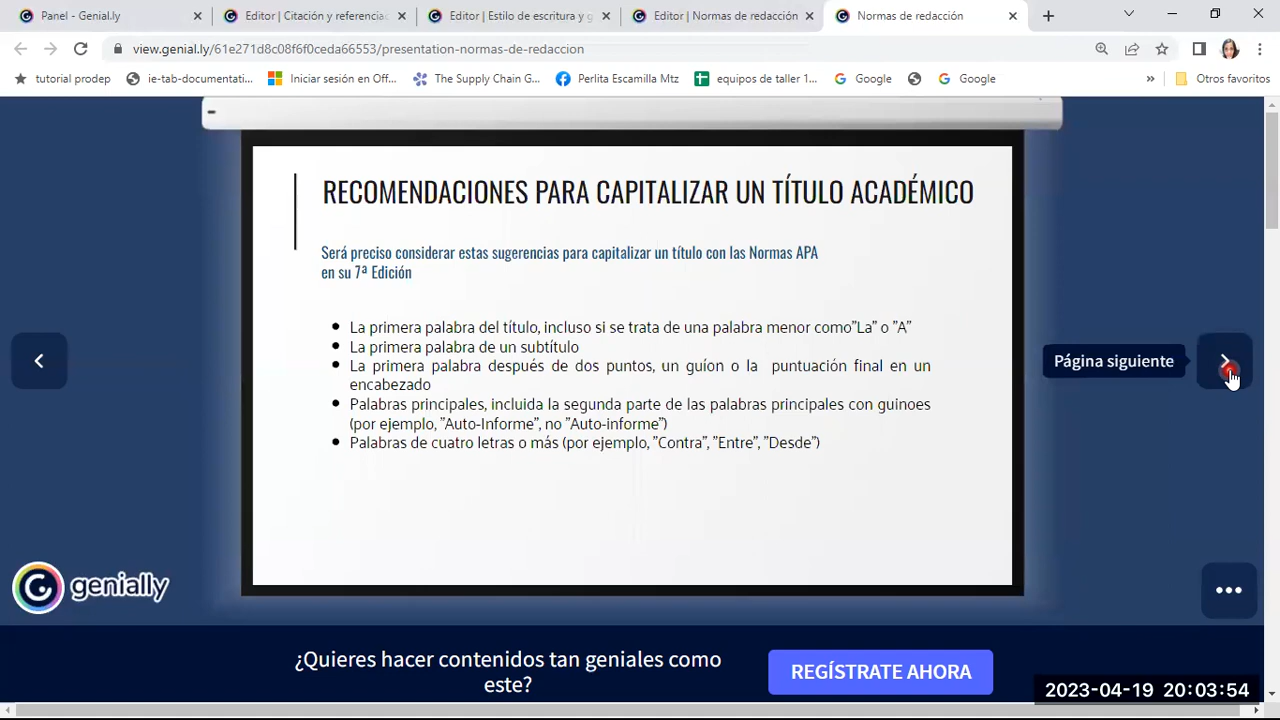 Panel - Genial.ly
Editor | Citación y referencia
Editor | Estilo de escritura y g
Editor | Normas de redacción
Normas de redacción
view.genial.ly/61e271d8c08f6f0ceda66553/presentation-normas-de-redaccion
tutorial prodep
ie-tab-documentati...
Iniciar sesión en Off...
The Supply Chain G...
Perlita Escamilla Mtz
equipos de taller 1...
Google
Google
»
Otros favoritos
RECOMENDACIONES PARA CAPITALIZAR UN TÍTULO ACADÉMICO
Será preciso considerar estas sugerencias para capitalizar un título con las Normas APA
en su 7ª Edición
• La primera palabra del título, incluso si se trata de una palabra menor como"La" o "A"
• La primera palabra de un subtítulo
• La primera palabra después de dos puntos, un guíon o la puntuación final en un
encabezado
• Palabras principales, incluida la segunda parte de las palabras principales con guinoes
(por ejemplo, "Auto-Informe", no "Auto-informe")
• Palabras de cuatro letras o más (por ejemplo, "Contra", "Entre", "Desde")
Página siguiente
genially
¿Quieres hacer contenidos tan geniales como
este?
REGÍSTRATE AHORA
2023-04-19 20:03:54